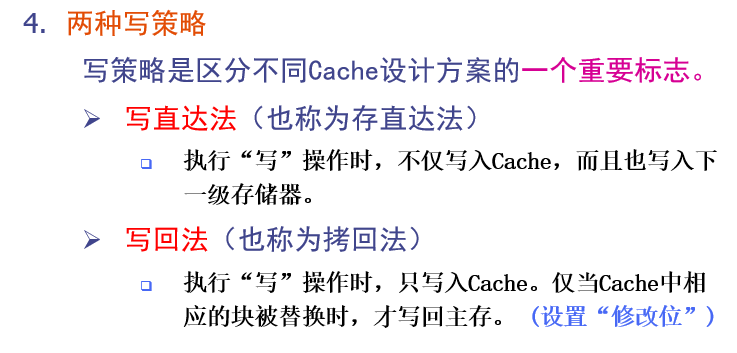 4. 两种写策略
写策略是区分不同Cache设计方案的一个重要标志。
➢ 写直达法（也称为存直达法）
❑ 执行“写”操作时，不仅写入Cache，而且也写入下
一级存储器。
➢ 写回法（也称为拷回法）
❑ 执行“写”操作时，只写入Cache。仅当Cache中相
应的块被替换时，才写回主存。（设置“修改位”）